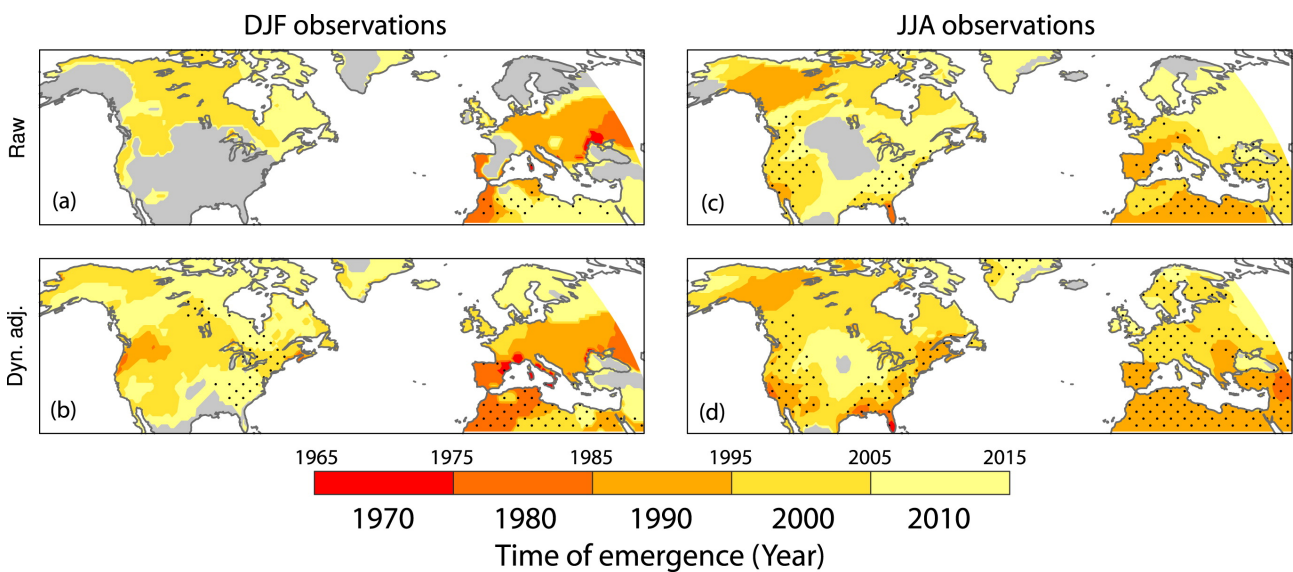 DJF observations
JJA observations
Raw
(a)
(c)
Dyn. adj.
(b)
(d)
1965 1975 1985 1995 2005 2015
1970 1980 1990 2000 2010
Time of emergence (Year)